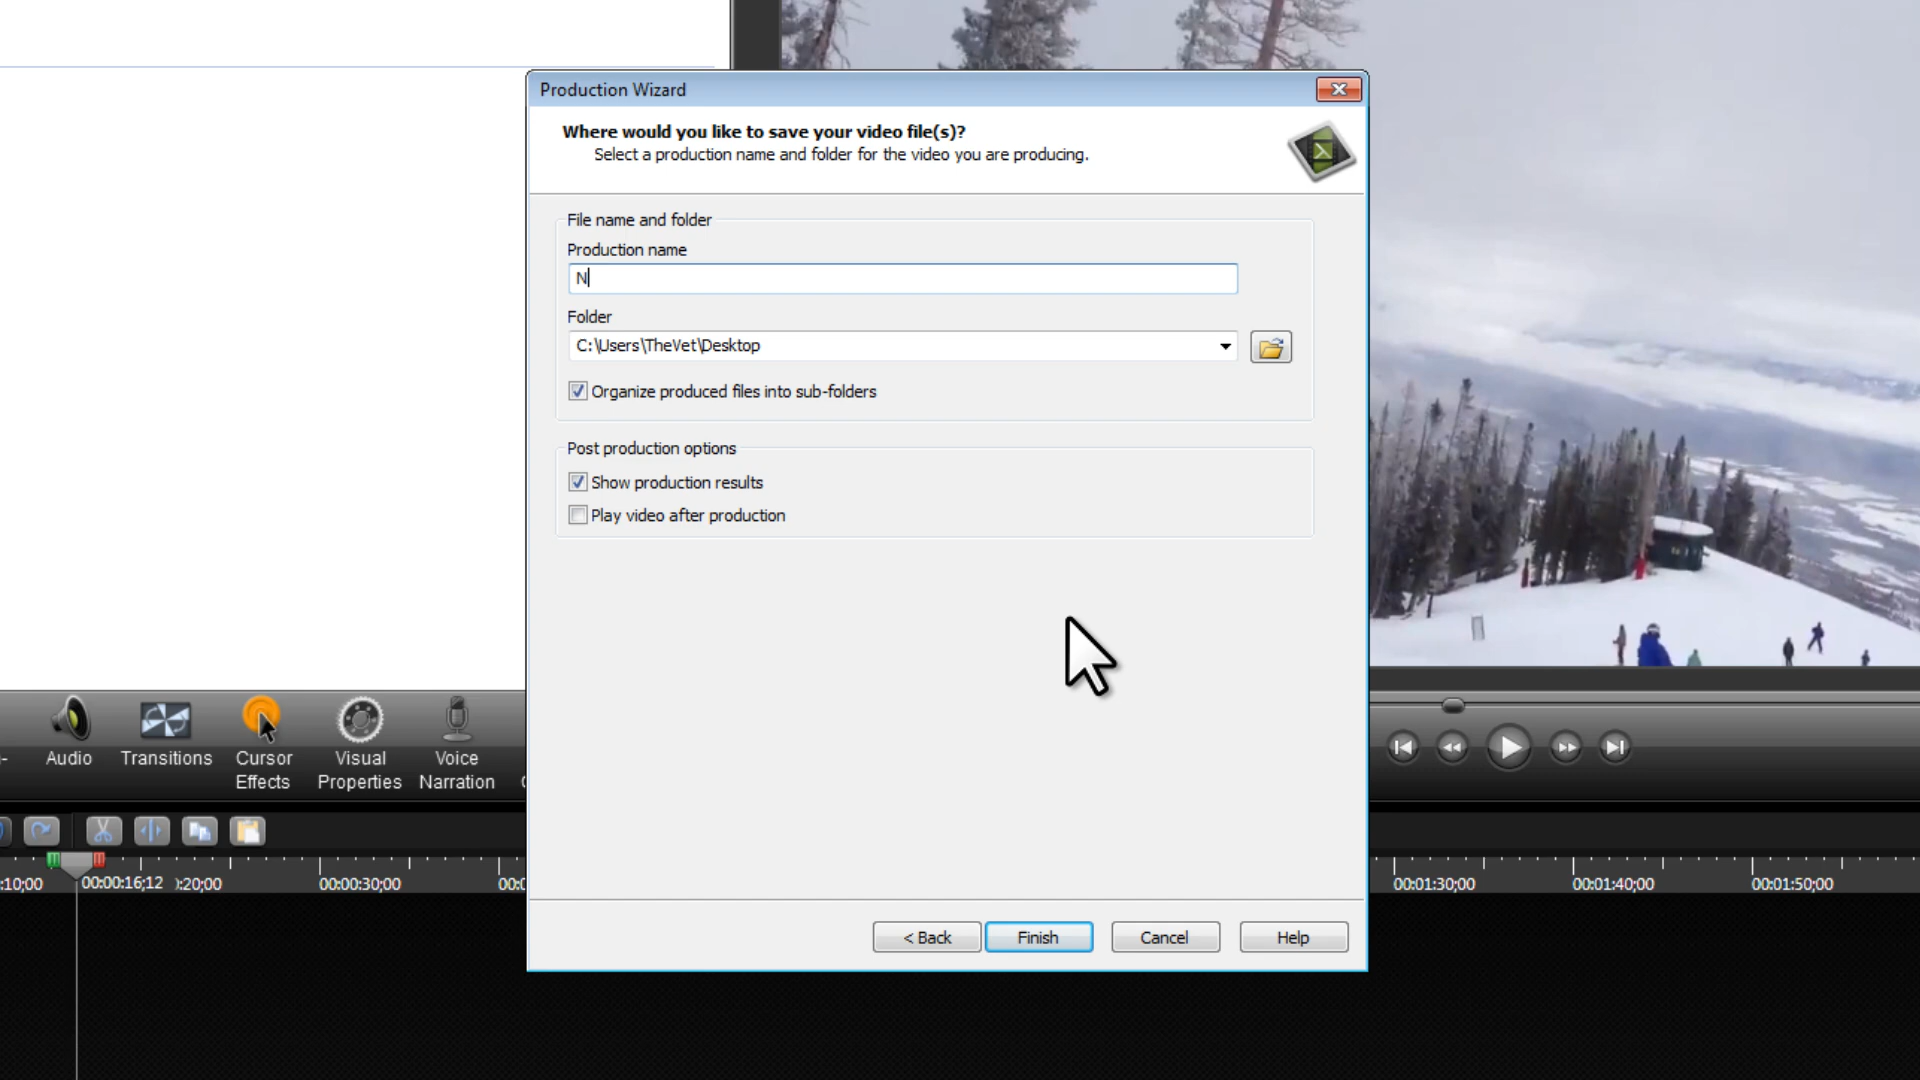 Production Wizard
Where would you like to save your video file(s)?
Select a production name and folder for the video you are producing.
File name and folder
Production name
N
Folder
C:\Users\TheVet\Desktop
Organize produced files into sub-folders
Post production options
Show production results
Play video after production
< Back Finish Cancel Help
Audio Transitions Cursor Effects Visual Properties Voice Narration
:10;00 00:00:16;12 ):20;00 00:00:30;00 00:0 00:01:30;00 00:01:40;00 00:01:50;00